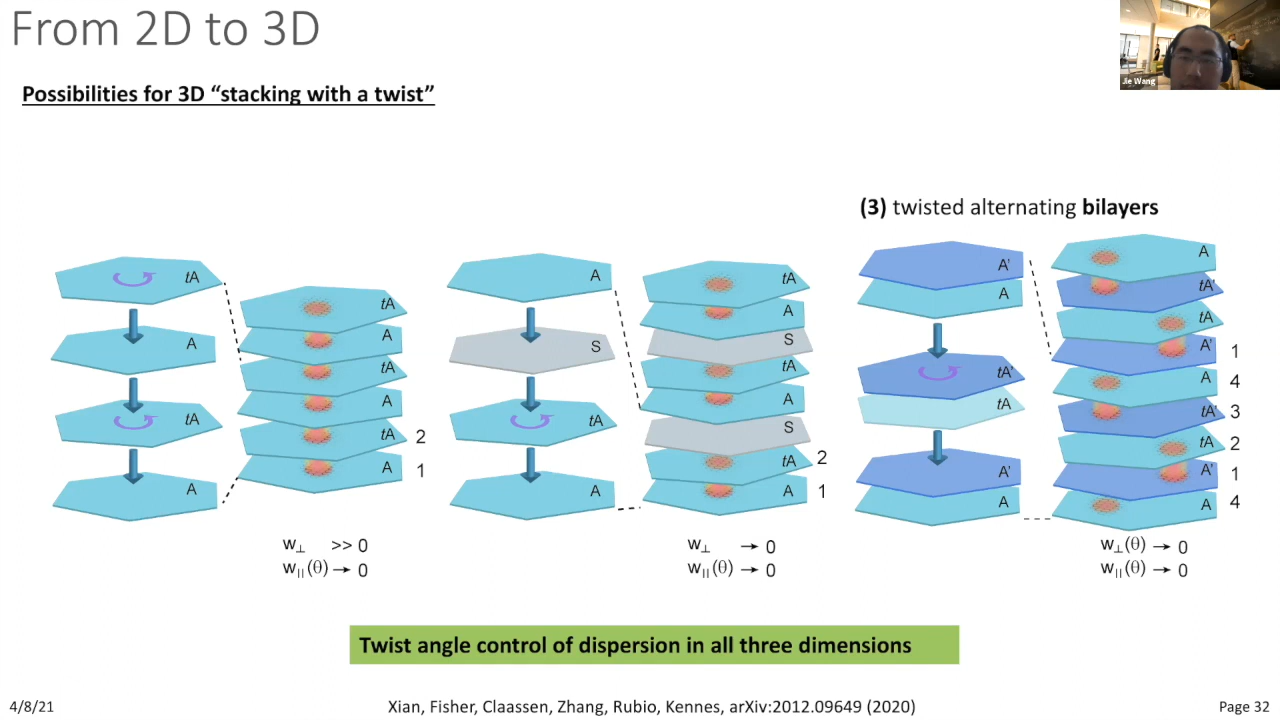 From 2D to 3D
Possibilities for 3D “stacking with a twist”
Jie Wang
(3) twisted alternating bilayers
tA
A
tA
A
tA
A
tA
A
tA 2
A 1
w⊥ >> 0
w||(θ) → 0
A
S
tA
A
tA
A
S
tA
A
S
tA 2
A 1
w⊥ → 0
w||(θ) → 0
A'
A
tA'
tA
A'
A
A
tA'
tA
A' 1
A 4
tA' 3
tA 2
A' 1
A 4
w⊥(θ) → 0
w||(θ) → 0
Twist angle control of dispersion in all three dimensions
4/8/21
Xian, Fisher, Claassen, Zhang, Rubio, Kennes, arXiv:2012.09649 (2020)
Page 32